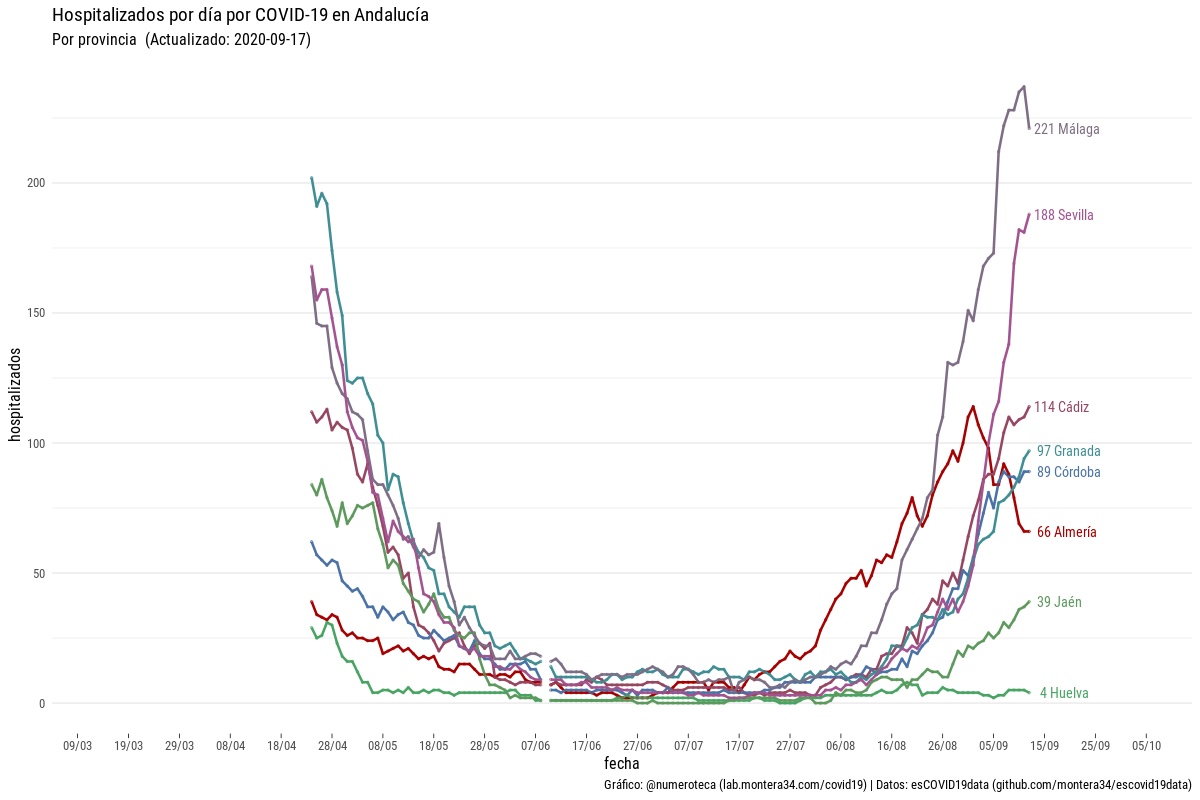 Hospitalizados por día por COVID-19 en Andalucía
Por provincia (Actualizado: 2020-09-17)
hospitalizados
200
150
100
50
0
221 Málaga
188 Sevilla
114 Cádiz
97 Granada
89 Córdoba
66 Almería
39 Jaén
4 Huelva
09/03 19/03 29/03 08/04 18/04 28/04 08/05 18/05 28/05 07/06 17/06 27/06 07/07 17/07 27/07 06/08 16/08 26/08 05/09 15/09 25/09 05/10
fecha
Gráfico: @numeroteca (lab.montera34.com/covid19) | Datos: esCOVID19data (github.com/montera34/escovid19data)